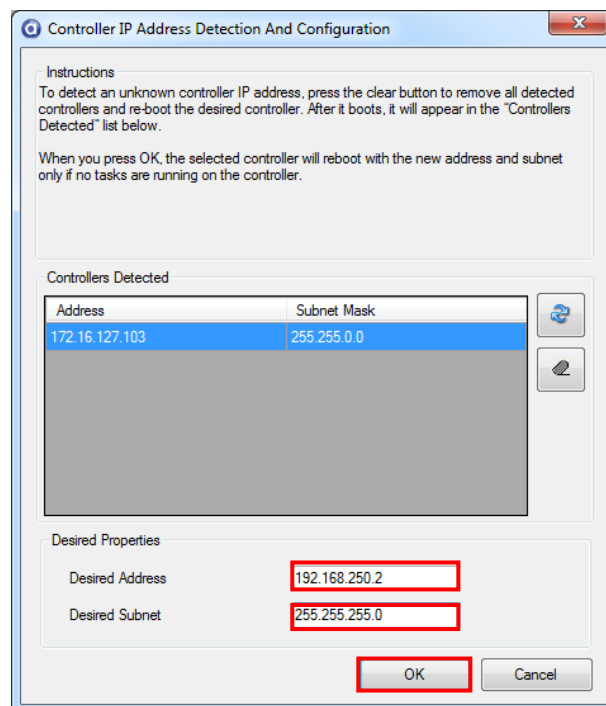 Controller IP Address Detection And Configuration
Instructions
To detect an unknown controller IP address, press the clear button to remove all detected
controllers and re-boot the desired controller. After it boots, it will appear in the "Controllers
Detected" list below.
When you press OK, the selected controller will reboot with the new address and subnet
only if no tasks are running on the controller.
Controllers Detected
Address Subnet Mask
172.16.127.103 255.255.0.0
Desired Properties
Desired Address 192.168.250.2
Desired Subnet 255.255.255.0
OK Cancel